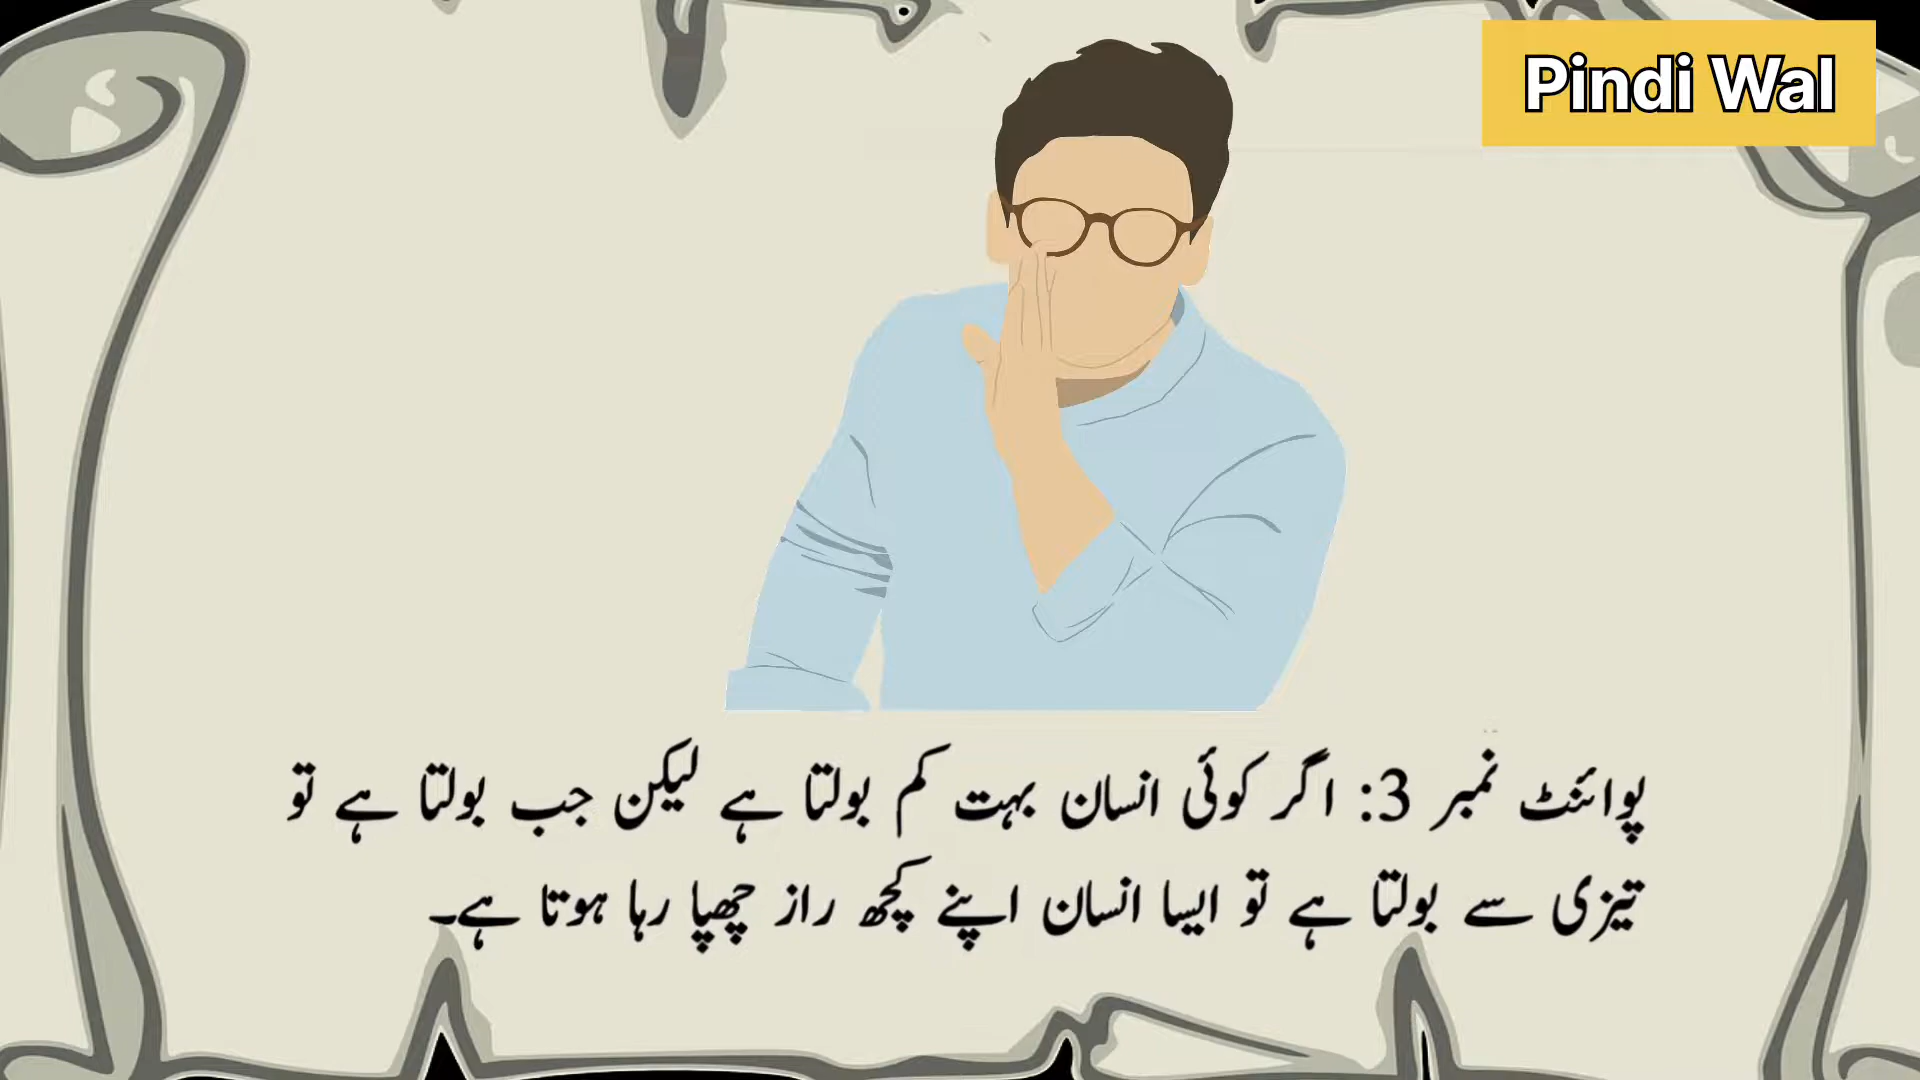 Pindi Wal
پوائنٹ نمبر 3: اگر کوئی انسان بہت کم بولتا ہے لیکن جب بولتا ہے تو
تیزی سے بولتا ہے تو ایسا انسان اپنے کچھ راز چھپا رہا ہوتا ہے۔